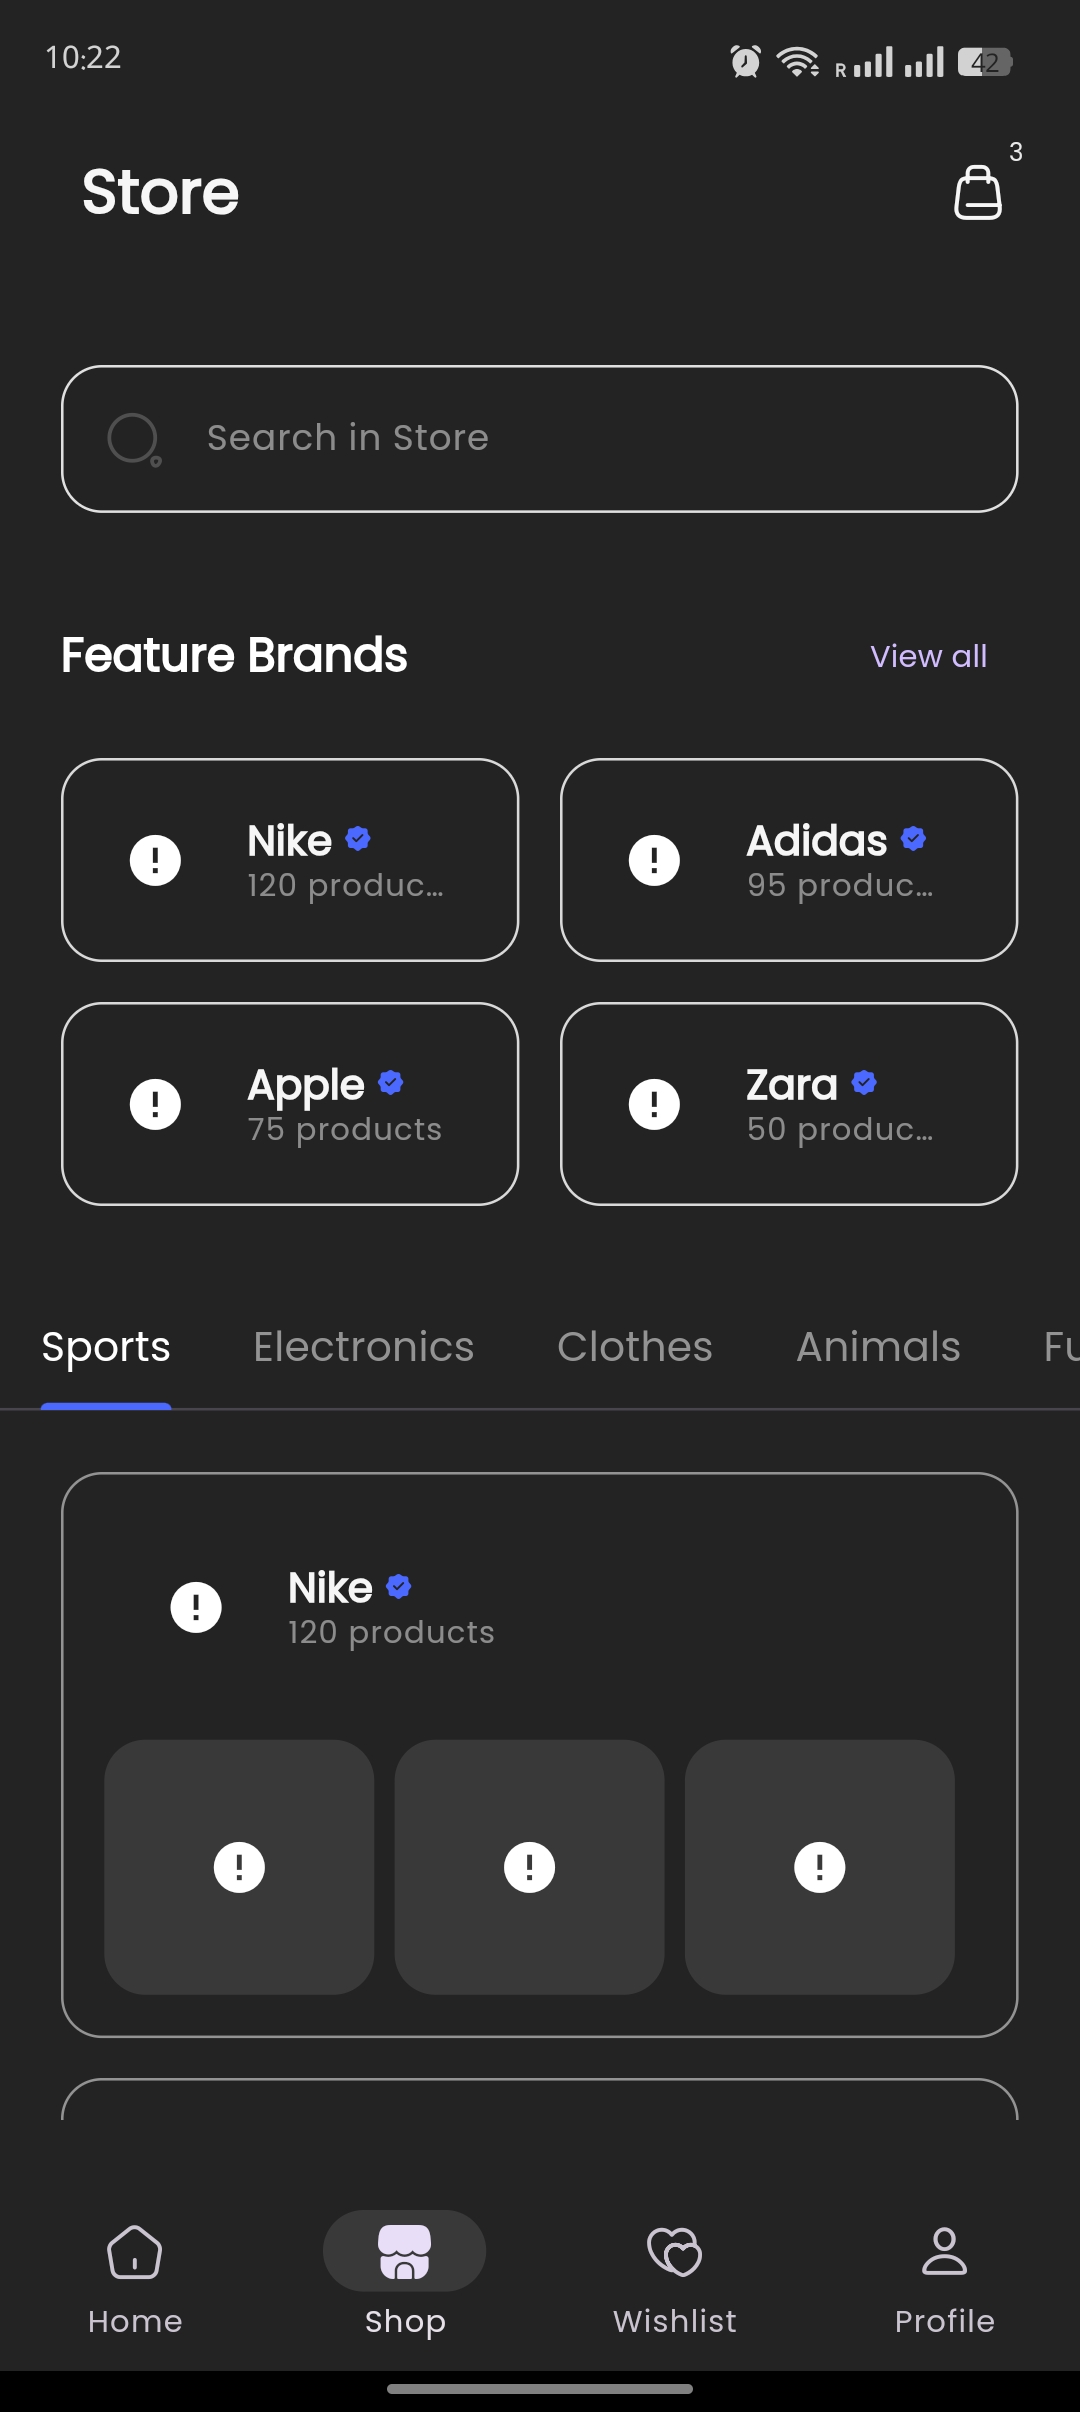 10:22
R
42
Store
3
Search in Store
Feature Brands
View all
Nike
120 produc...
Adidas
95 produc...
Apple
75 products
Zara
50 produc...
Sports Electronics Clothes Animals Fu
Nike
120 products
Home Shop Wishlist Profile